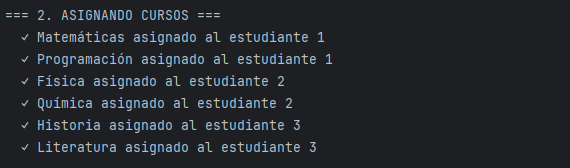 === 2. ASIGNANDO CURSOS ===
✓ Matemáticas asignado al estudiante 1
✓ Programación asignado al estudiante 1
✓ Física asignado al estudiante 2
✓ Química asignado al estudiante 2
✓ Historia asignado al estudiante 3
✓ Literatura asignado al estudiante 3